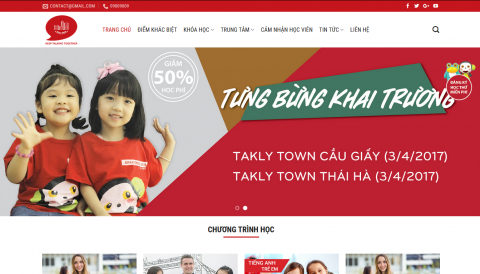 CONTACT@GMAIL.COM
09000000
TRANG CHỦ
ĐIỂM KHÁC BIỆT
KHÓA HỌC
TRUNG TÂM
CẢM NHẬN HỌC VIÊN
TIN TỨC
LIÊN HỆ
GIẢM
50%
HỌC PHÍ
TƯNG BỪNG KHAI TRƯƠNG
ĐĂNG KÝ
HỌC THỬ
MIỄN PHÍ
TAKLY TOWN CẦU GIẤY (3/4/2017)
TAKLY TOWN THÁI HÀ (3/4/2017)
CHƯƠNG TRÌNH HỌC
TIẾNG ANH
TRẺ EM